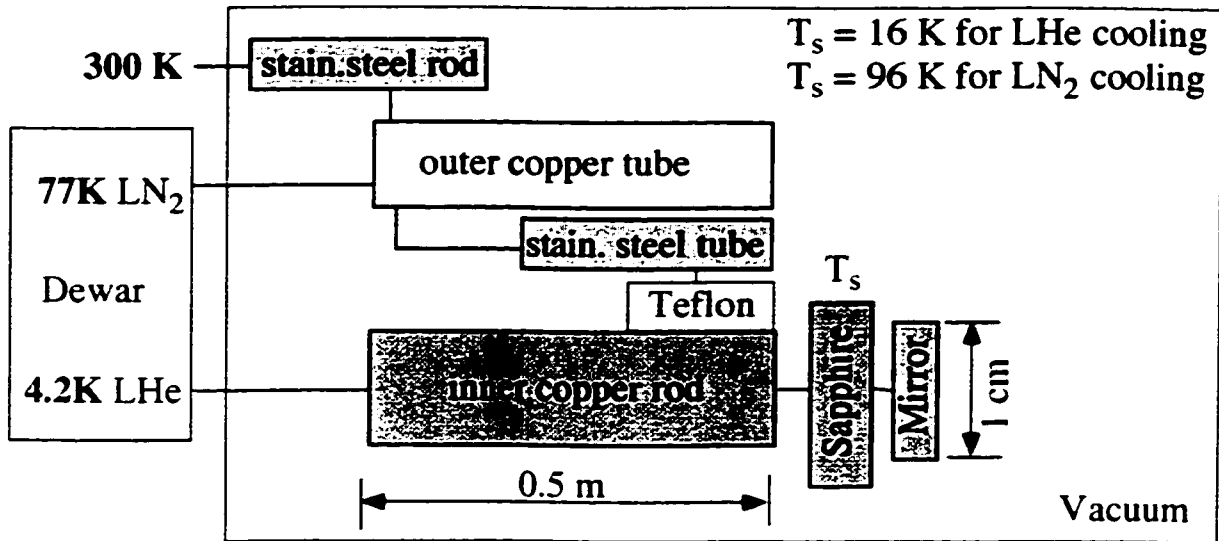 300 K
stain.steel rod
T_s = 16 K for LHe cooling
T_s = 96 K for LN_2 cooling
outer copper tube
77K LN_2
stain. steel tube
T_s
Dewar
Teflon
4.2K LHe
inner copper rod
Sapphire
Mirror
1 cm
0.5 m
Vacuum